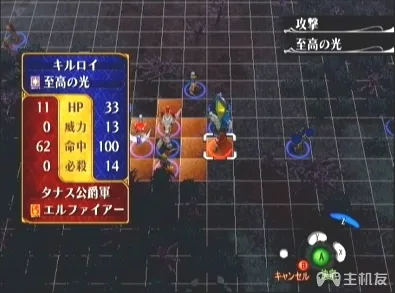 攻撃
至高の光
キルロイ
至高の光
11 HP 33
0 威力 13
62 命中 100
0 必殺 14
タナス公爵軍
エルファイアー
Z
Y
X
A
B
キャンセル 決定
主机友